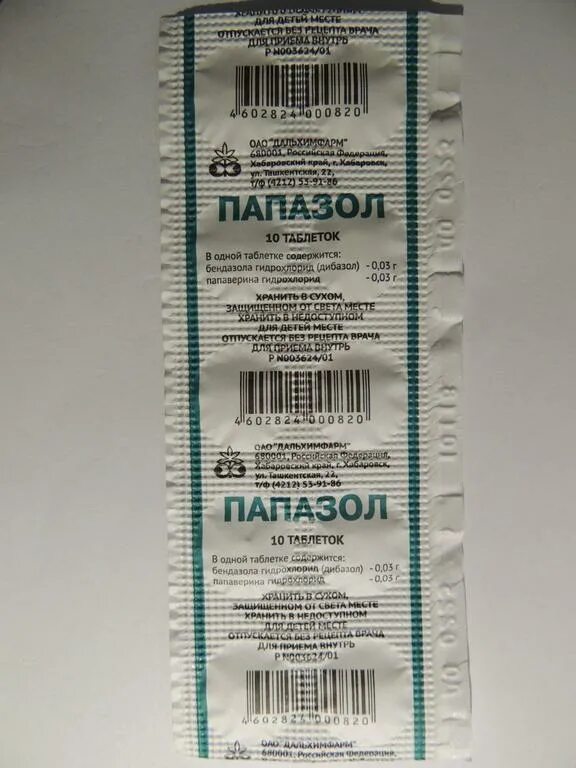 ХРАНИТЬ В НЕДОСТУПНОМ
ДЛЯ ДЕТЕЙ МЕСТЕ
ОТПУСКАЕТСЯ БЕЗ РЕЦЕПТА ВРАЧА
ДЛЯ ПРИЕМА ВНУТРЬ
Р N003624/01
4 602824 000820
ОАО "ДАЛЬХИМФАРМ"
680001, Российская Федерация,
Хабаровский край, г. Хабаровск,
ул. Ташкентская, 22,
т/ф (4212) 53-91-86
ПАПАЗОЛ
10 ТАБЛЕТОК
В одной таблетке содержится:
бендазола гидрохлорид (дибазол) - 0,03 г
папаверина гидрохлорид - 0,03 г
ХРАНИТЬ В СУХОМ,
ЗАЩИЩЕННОМ ОТ СВЕТА МЕСТЕ
ХРАНИТЬ В НЕДОСТУПНОМ
ДЛЯ ДЕТЕЙ МЕСТЕ
ОТПУСКАЕТСЯ БЕЗ РЕЦЕПТА ВРАЧА
ДЛЯ ПРИЕМА ВНУТРЬ
Р N003624/01
4 602824 000820
ОАО "ДАЛЬХИМФАРМ"
680001, Российская Федерация,
Хабаровский край, г. Хабаровск,
ул. Ташкентская, 22,
т/ф (4212) 53-91-86
ПАПАЗОЛ
10 ТАБЛЕТОК
В одной таблетке содержится:
бендазола гидрохлорид (дибазол) - 0,03 г
папаверина гидрохлорид - 0,03 г
ХРАНИТЬ В СУХОМ,
ЗАЩИЩЕННОМ ОТ СВЕТА МЕСТЕ
ХРАНИТЬ В НЕДОСТУПНОМ
ДЛЯ ДЕТЕЙ МЕСТЕ
ОТПУСКАЕТСЯ БЕЗ РЕЦЕПТА ВРАЧА
ДЛЯ ПРИЕМА ВНУТРЬ
Р N003624/01
4 602824 000820
ОАО "ДАЛЬХИМФАРМ"
680001, Российская Федерация,